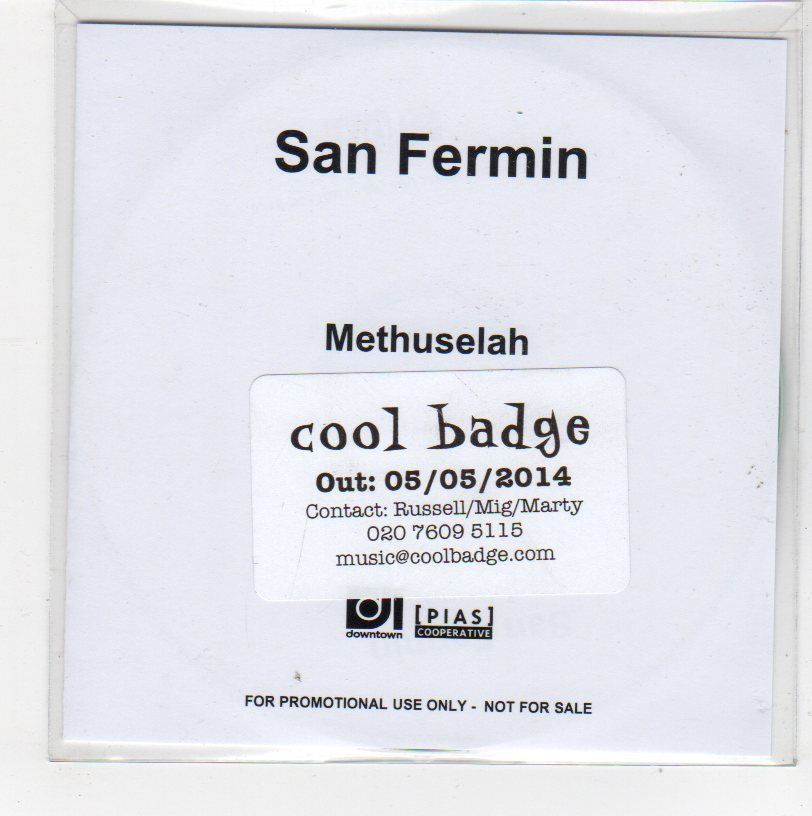 San Fermin
Methuselah
cool badge
Out: 05/05/2014
Contact: Russell/Mig/Marty
020 7609 5115
music@coolbadge.com
downtown
[PIAS]
COOPERATIVE
FOR PROMOTIONAL USE ONLY - NOT FOR SALE